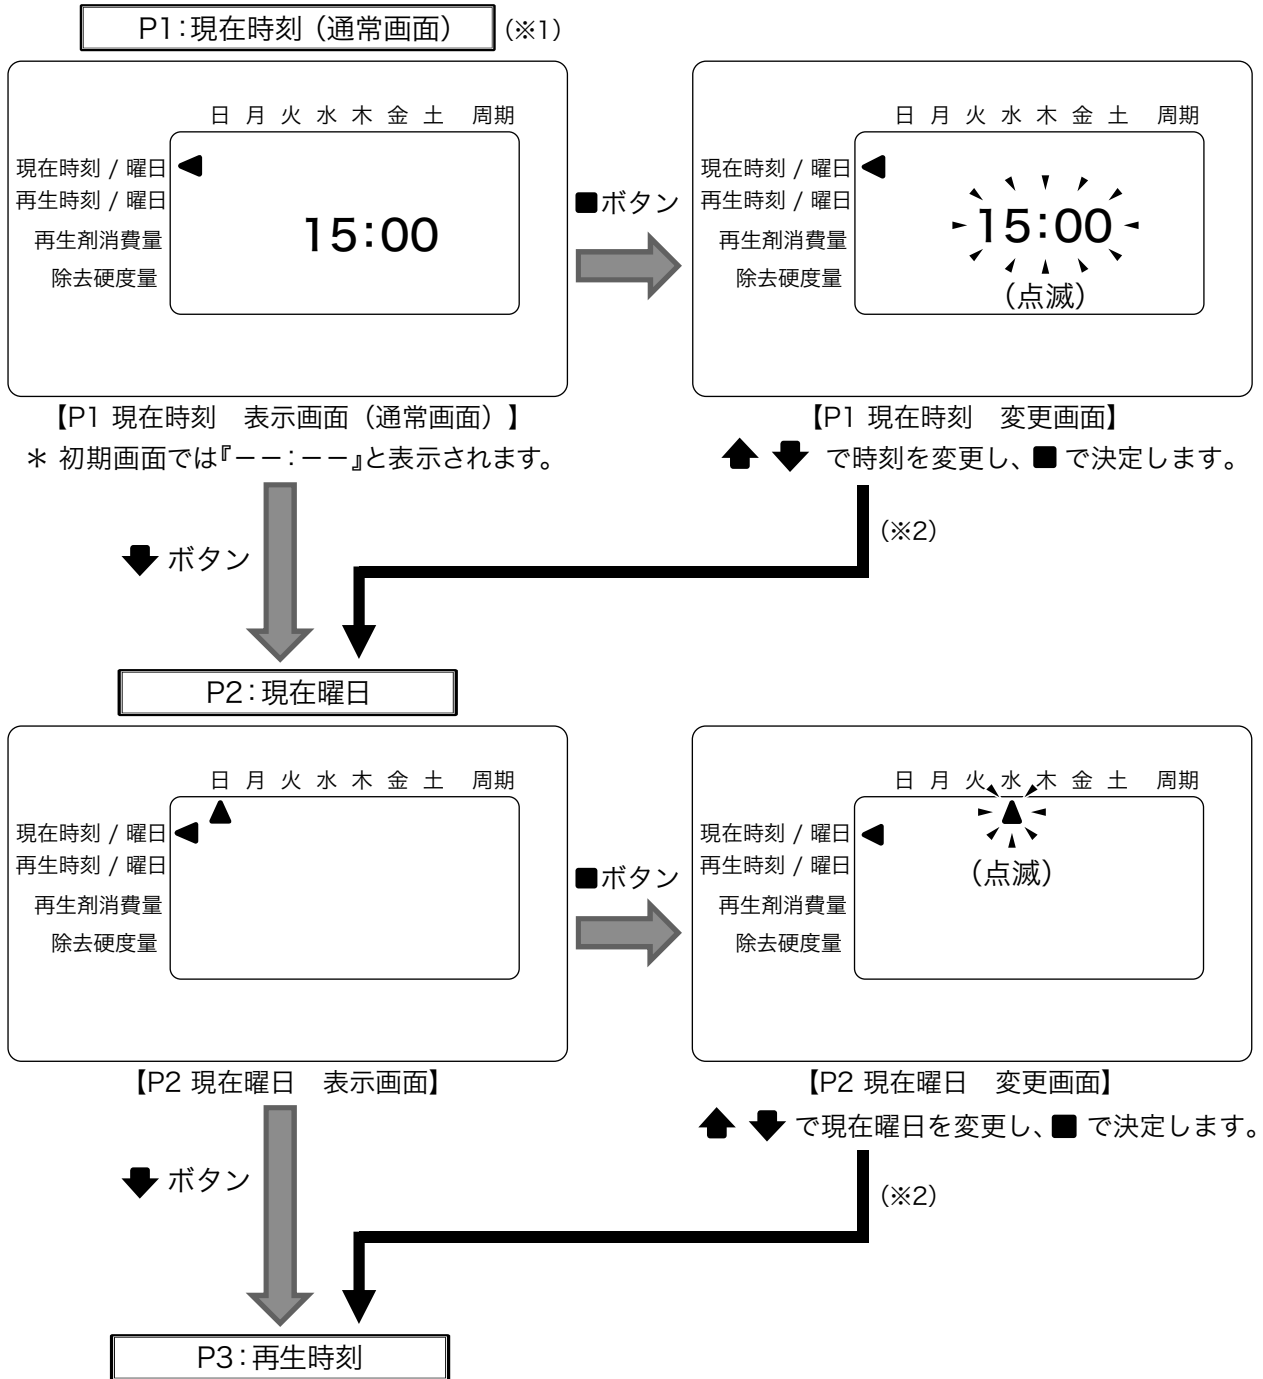 P1：現在時刻（通常画面） （※1）
日 月 火 水 木 金 土 周期
現在時刻 / 曜日
再生時刻 / 曜日
再生剤消費量
除去硬度量
15:00
■ボタン
日 月 火 水 木 金 土 周期
現在時刻 / 曜日
再生時刻 / 曜日
再生剤消費量
除去硬度量
15:00
（点滅）
【P1 現在時刻　表示画面（通常画面）】
＊ 初期画面では『－－：－－』と表示されます。
【P1 現在時刻　変更画面】
🡅 🡇 で時刻を変更し、■ で決定します。
🡇 ボタン
（※2）
P2：現在曜日
日 月 火 水 木 金 土 周期
現在時刻 / 曜日
再生時刻 / 曜日
再生剤消費量
除去硬度量
■ボタン
日 月 火 水 木 金 土 周期
現在時刻 / 曜日
再生時刻 / 曜日
再生剤消費量
除去硬度量
（点滅）
【P2 現在曜日　表示画面】
【P2 現在曜日　変更画面】
🡅 🡇 で現在曜日を変更し、■ で決定します。
🡇 ボタン
（※2）
P3：再生時刻